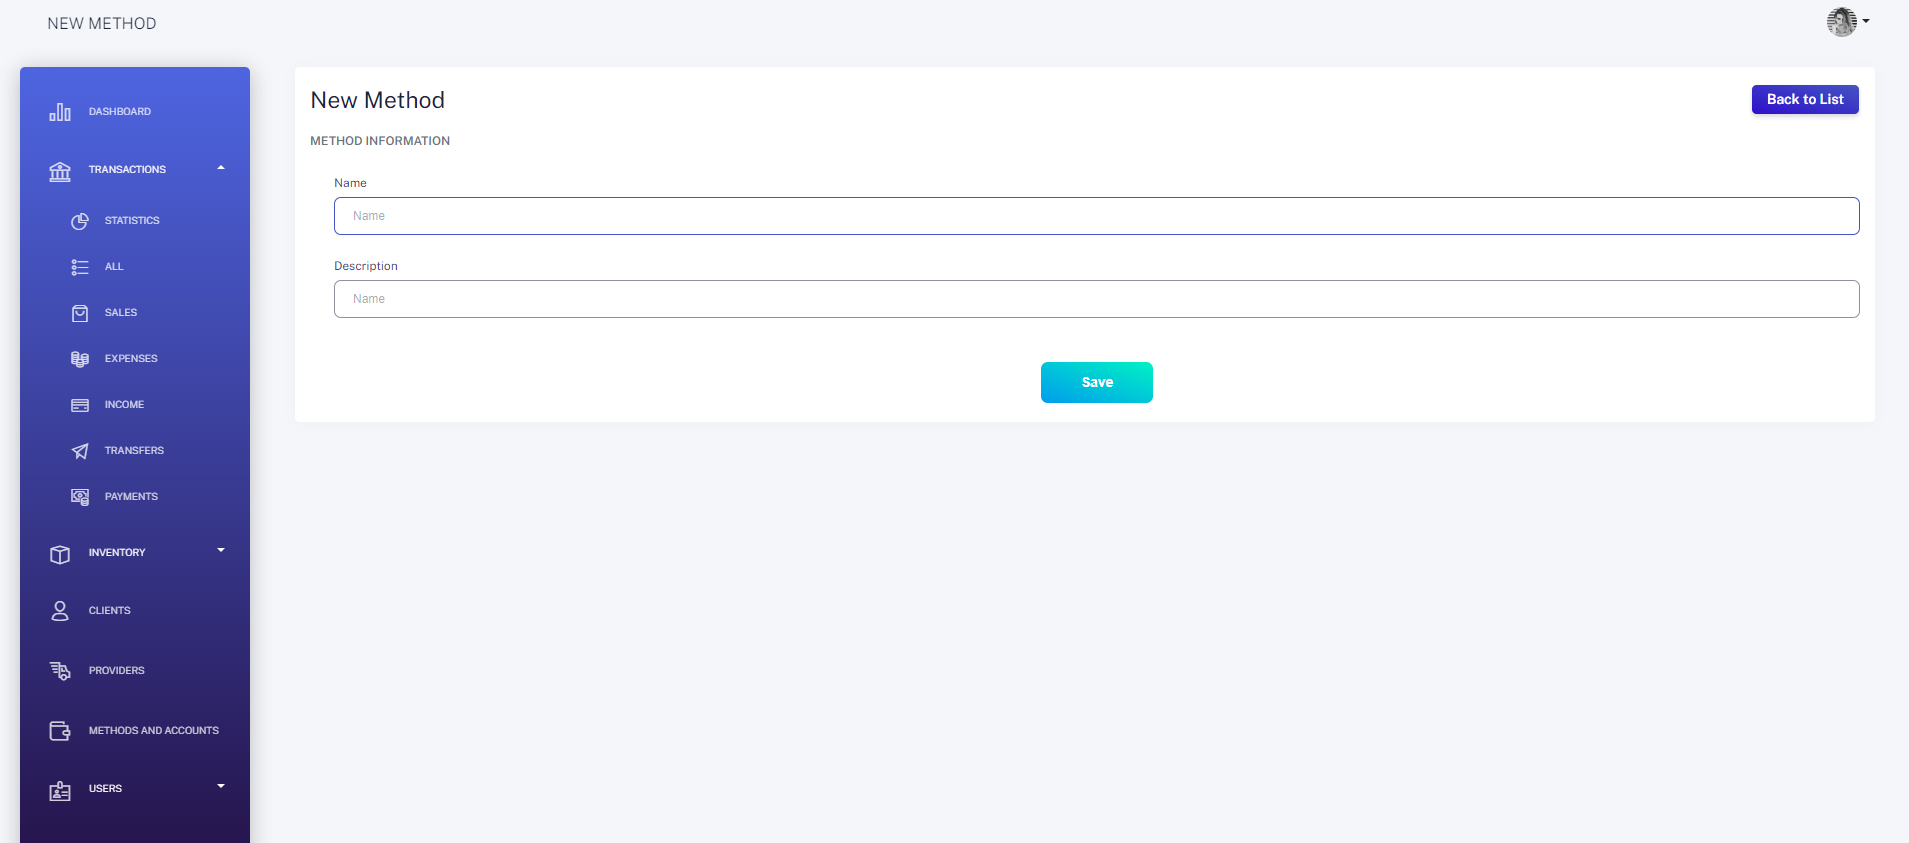 NEW METHOD
DASHBOARD
TRANSACTIONS
STATISTICS
ALL
SALES
EXPENSES
INCOME
TRANSFERS
PAYMENTS
INVENTORY
CLIENTS
PROVIDERS
METHODS AND ACCOUNTS
USERS
New Method
Back to List
METHOD INFORMATION
Name
Name
Description
Name
Save